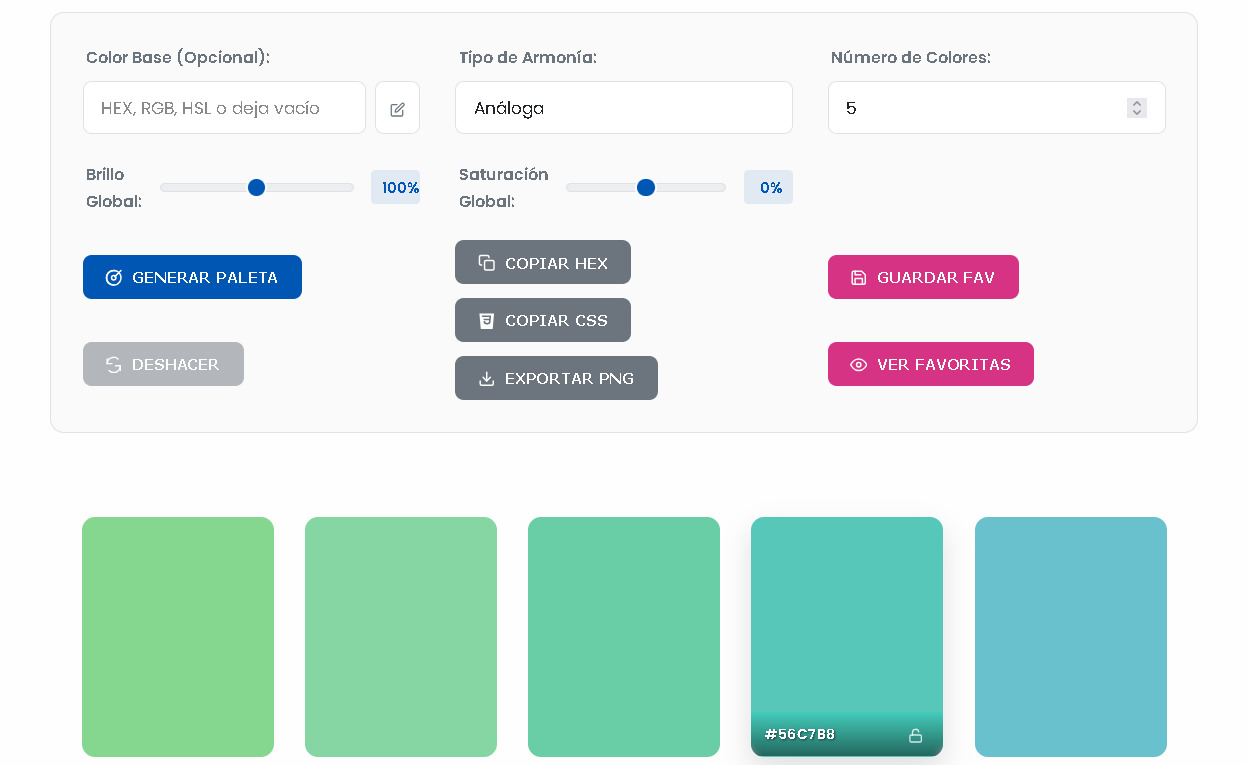 Color Base (Opcional):
Tipo de Armonía:
Número de Colores:
HEX, RGB, HSL o deja vacío
Análoga
5
Brillo
Global:
100%
Saturación
Global:
0%
GENERAR PALETA
COPIAR HEX
GUARDAR FAV
COPIAR CSS
DESHACER
EXPORTAR PNG
VER FAVORITAS
#56C7B8